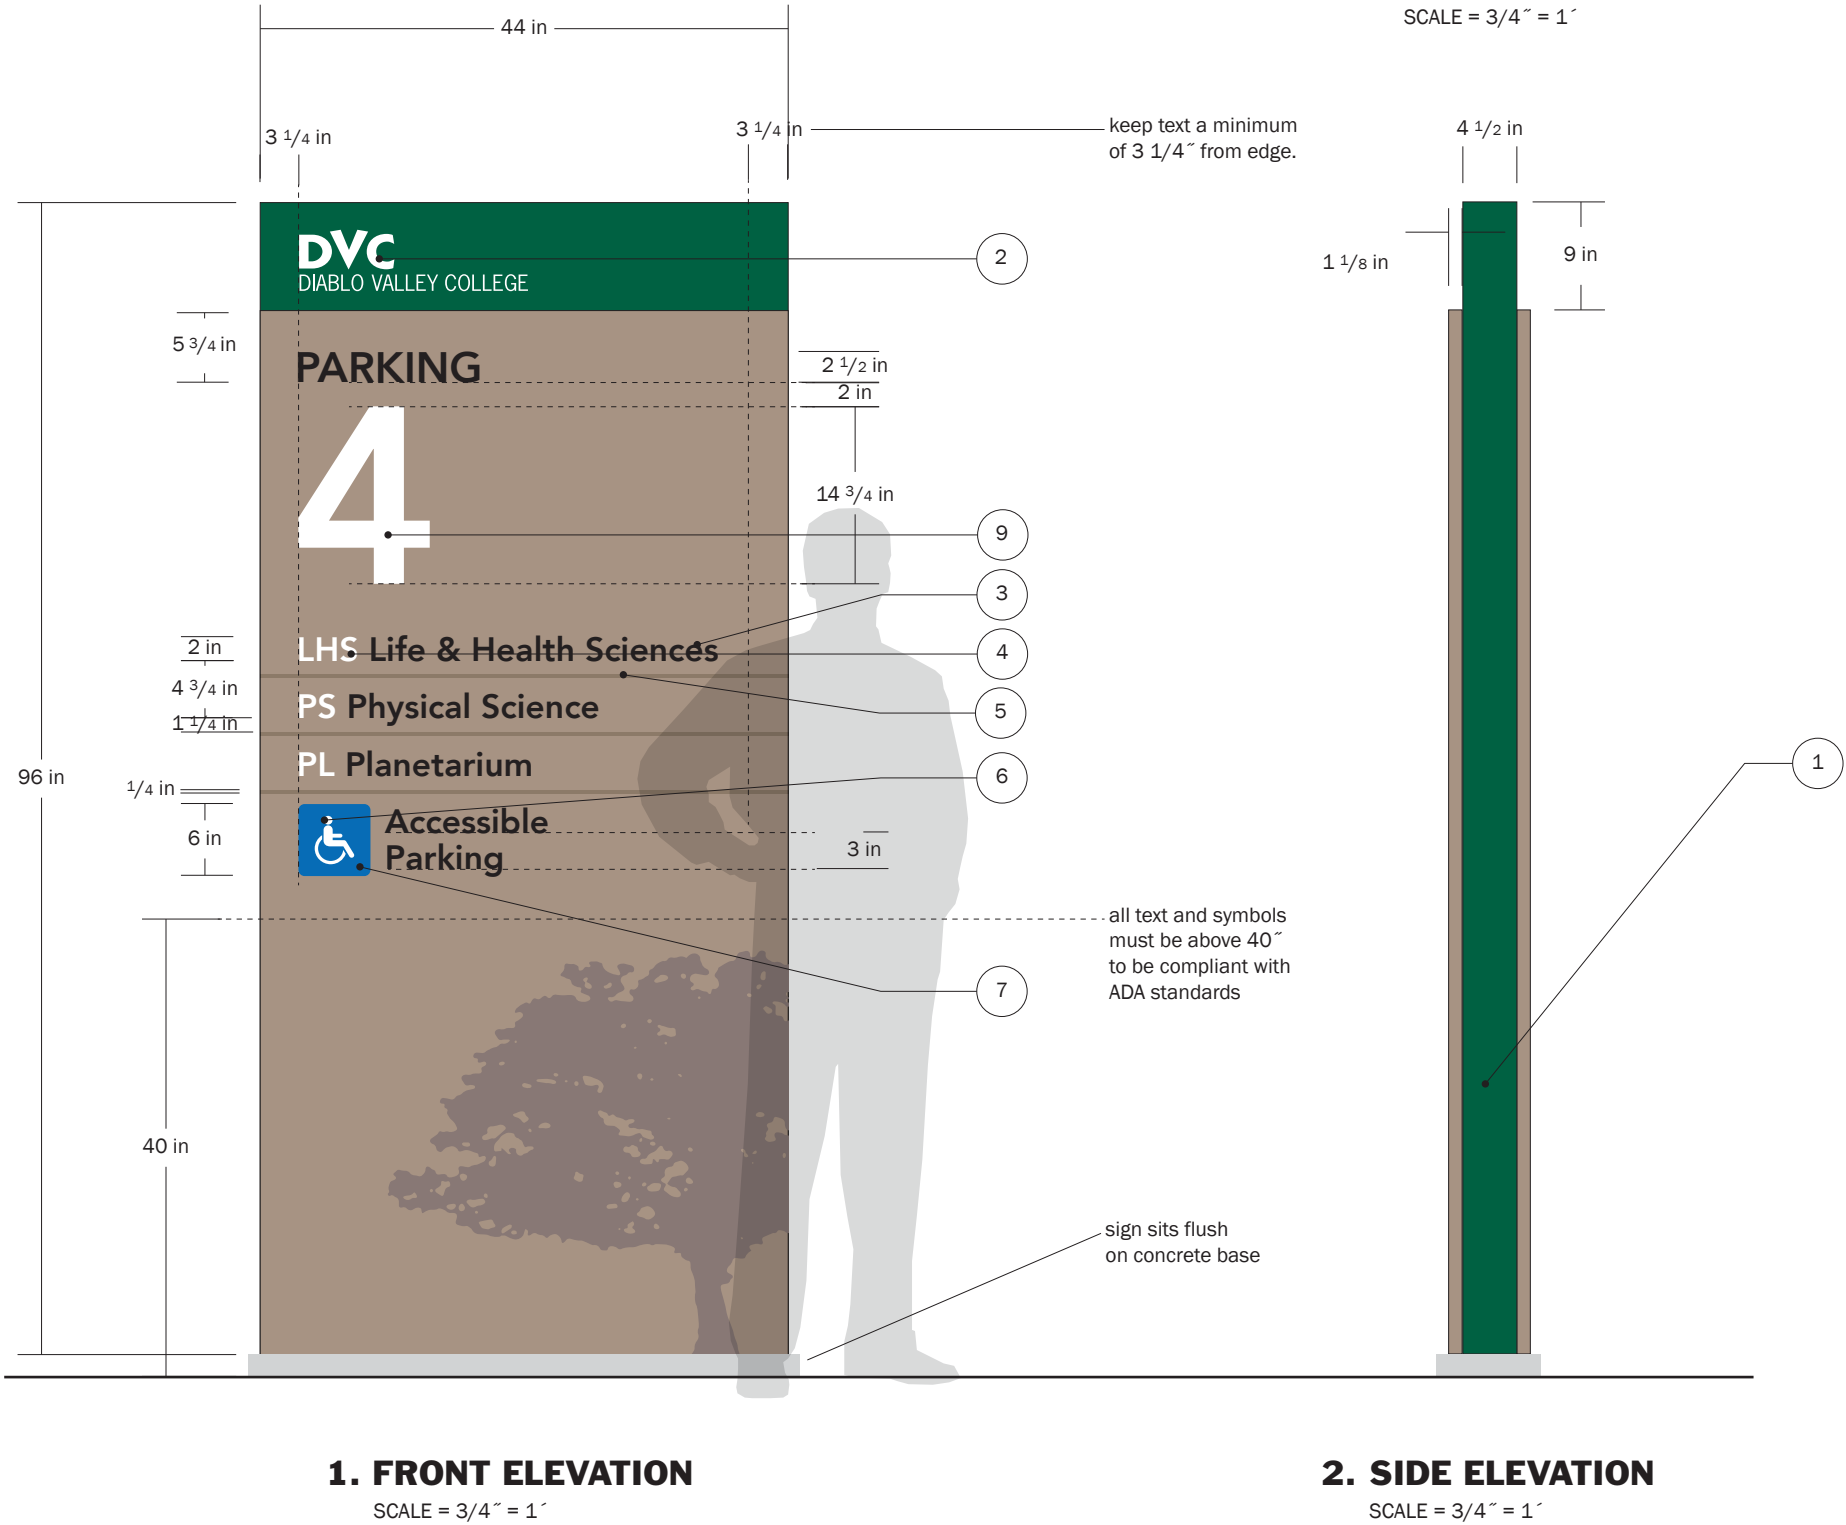 SCALE = 3/4˝ = 1´
44 in
3 1/4 in
3 1/4 in
keep text a minimum
of 3 1/4˝ from edge.
4 1/2 in
DVC
DIABLO VALLEY COLLEGE
2
1 1/8 in
9 in
5 3/4 in
PARKING
2 1/2 in
2 in
4
14 3/4 in
9
3
2 in
LHS Life & Health Sciences
4
4 3/4 in
PS Physical Science
5
1 1/4 in
96 in
PL Planetarium
6
1
1/4 in
6 in
Accessible
Parking
3 in
all text and symbols
must be above 40˝
to be compliant with
ADA standards
7
40 in
sign sits flush
on concrete base
1. FRONT ELEVATION
SCALE = 3/4˝ = 1´
2. SIDE ELEVATION
SCALE = 3/4˝ = 1´